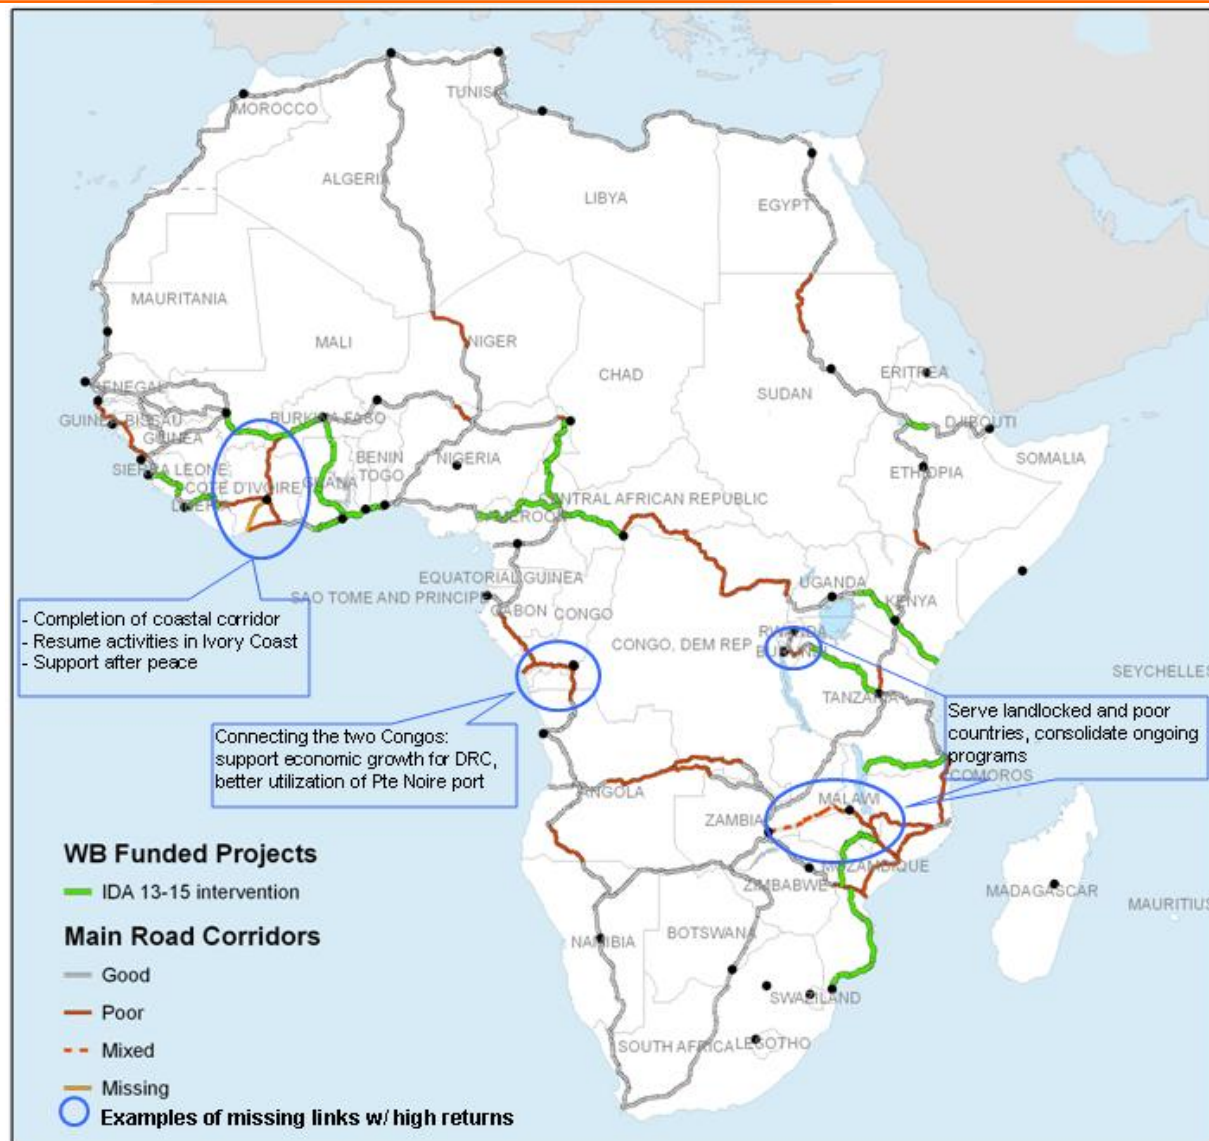 MOROCCO
TUNISIA
ALGERIA
LIBYA
EGYPT
MAURITANIA
MALI
NIGER
CHAD
SUDAN
ERITREA
SENEGAL
GUINEA BISSAU
BURKINA FASO
DJIBOUTI
GUINEA
BENIN
NIGERIA
SOMALIA
SIERRA LEONE
TOGO
ETHIOPIA
COTE D'IVOIRE
GHANA
CENTRAL AFRICAN REPUBLIC
LIBERIA
CAMEROON
EQUATORIAL GUINEA
UGANDA
SAO TOME AND PRINCIPE
KENYA
GABON
CONGO
RWANDA
CONGO, DEM REP
BURUNDI
SEYCHELLES
TANZANIA
- Completion of coastal corridor
- Resume activities in Ivory Coast
- Support after peace
Connecting the two Congos:
support economic growth for DRC,
better utilization of Pte Noire port
Serve landlocked and poor
countries, consolidate ongoing
programs
COMOROS
ANGOLA
MALAWI
ZAMBIA
MOZAMBIQUE
ZIMBABWE
MADAGASCAR
MAURITIUS
NAMIBIA
BOTSWANA
SWAZILAND
SOUTH AFRICA
LESOTHO
WB Funded Projects
IDA 13-15 intervention
Main Road Corridors
Good
Poor
Mixed
Missing
Examples of missing links w/ high returns